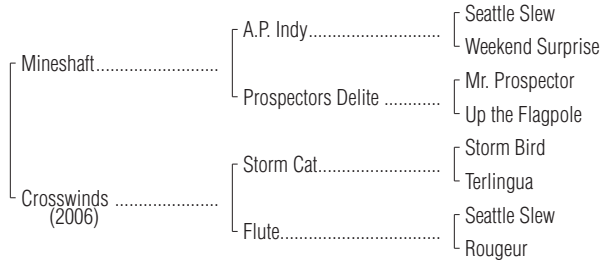 Seattle Slew
A.P. Indy..............................
Weekend Surprise
Mineshaft............................
Mr. Prospector
Prospectors Delite ............
Up the Flagpole
Storm Bird
Storm Cat............................
Terlingua
Crosswinds ........................
(2006)
Seattle Slew
Flute.....................................
Rougeur